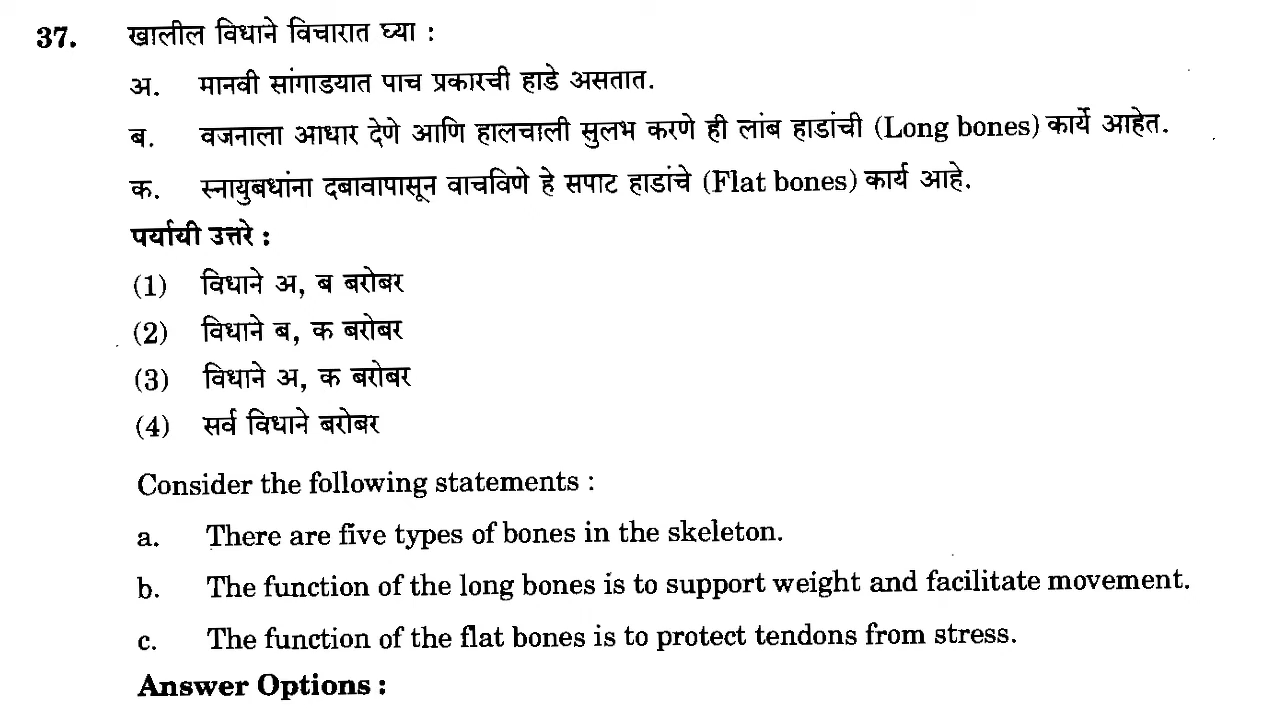 37. खालील विधाने विचारात घ्या :
अ. मानवी सांगाडयात पाच प्रकारची हाडे असतात.
ब. वजनाला आधार देणे आणि हालचाली सुलभ करणे ही लांब हाडांची (Long bones) कार्ये आहेत.
क. स्नायुबधांना दबावापासून वाचविणे हे सपाट हाडांचे (Flat bones) कार्य आहे.
पर्यायी उत्तरे :
(1) विधाने अ, ब बरोबर
(2) विधाने ब, क बरोबर
(3) विधाने अ, क बरोबर
(4) सर्व विधाने बरोबर
Consider the following statements :
a. There are five types of bones in the skeleton.
b. The function of the long bones is to support weight and facilitate movement.
c. The function of the flat bones is to protect tendons from stress.
Answer Options :